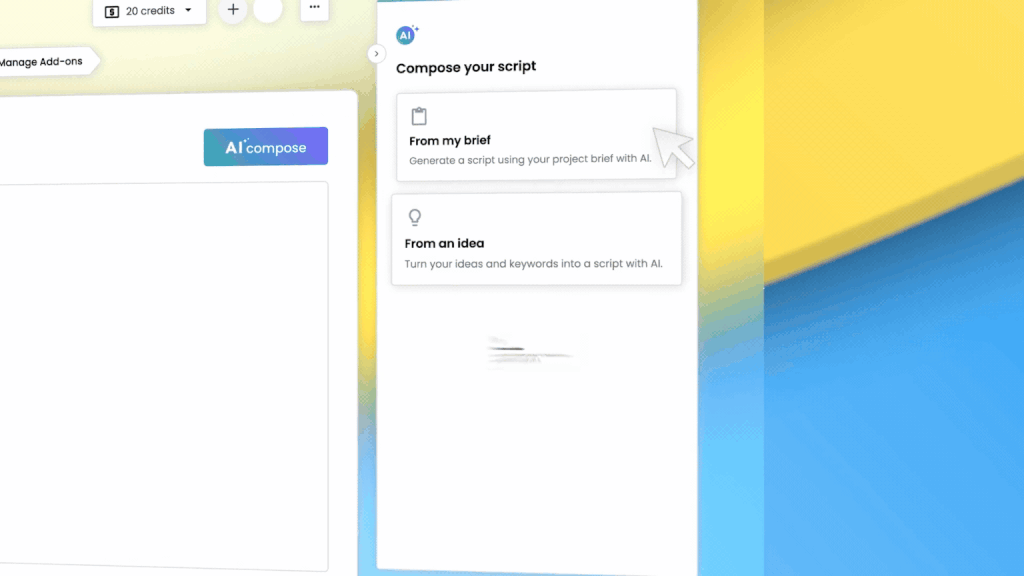 20 credits
Manage Add-ons
AI compose
AI
Compose your script
From my brief
Generate a script using your project brief with AI.
From an idea
Turn your ideas and keywords into a script with AI.